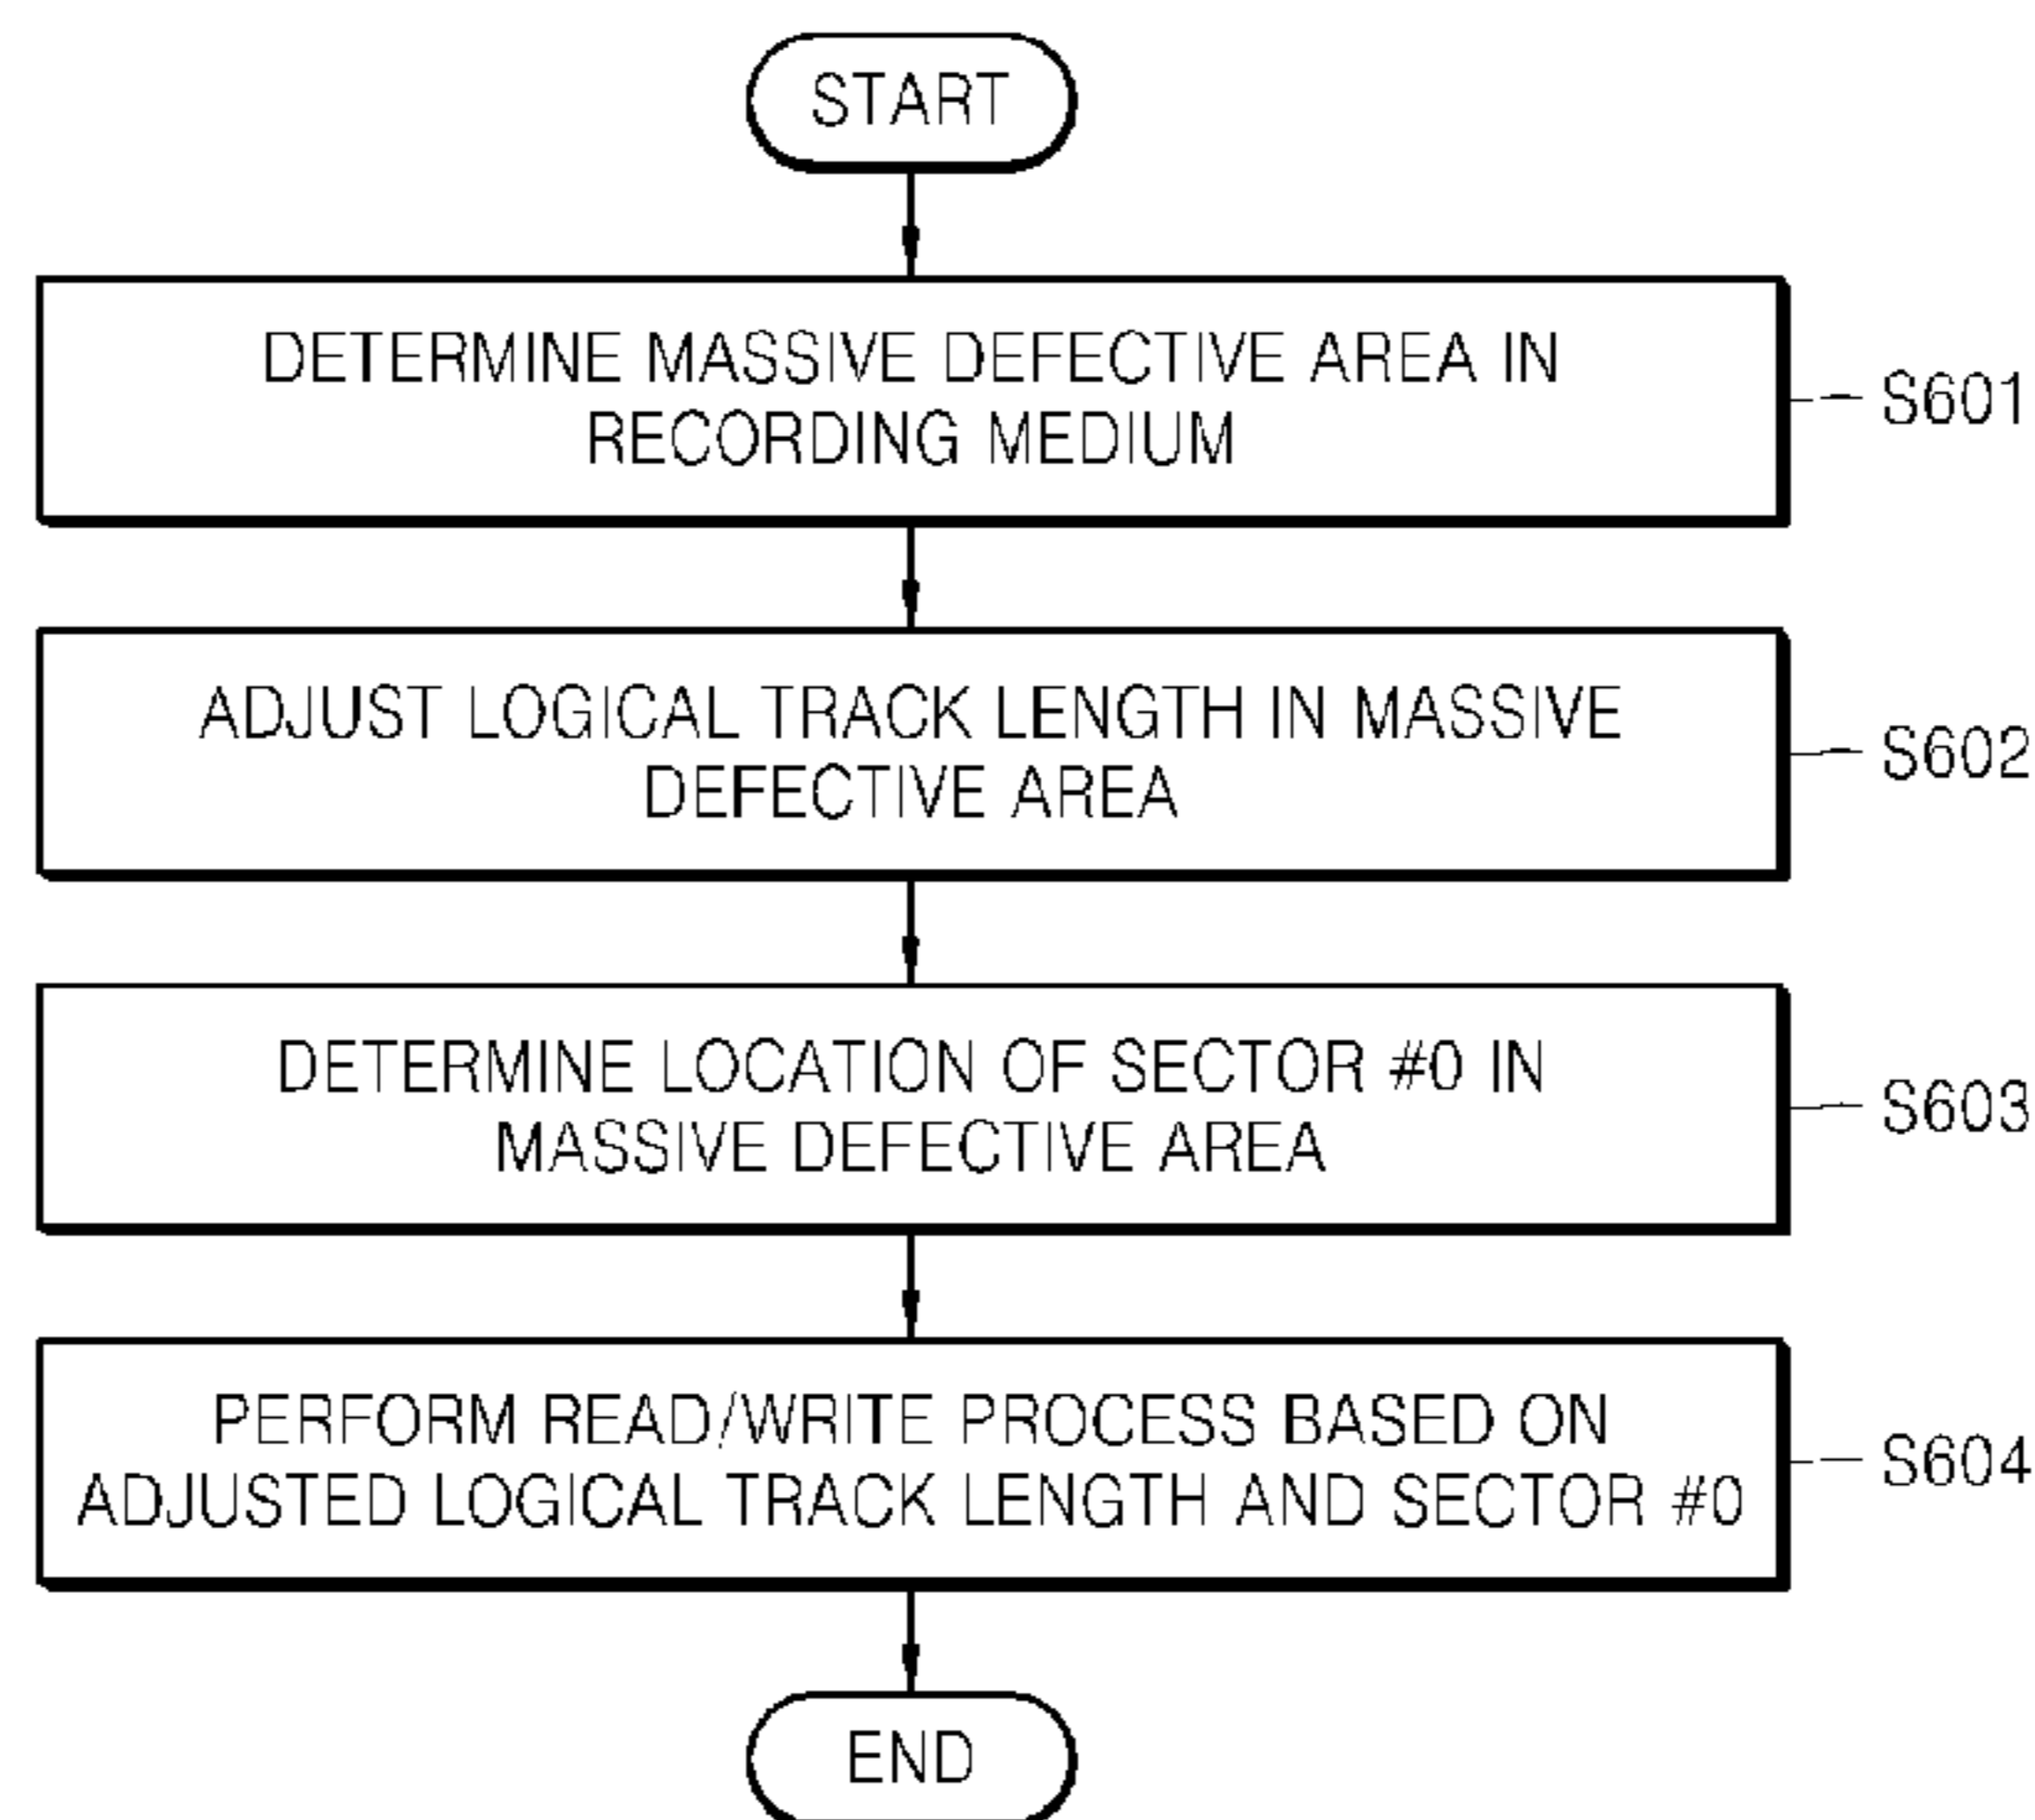 START
DETERMINE MASSIVE DEFECTIVE AREA IN
RECORDING MEDIUM
S601
ADJUST LOGICAL TRACK LENGTH IN MASSIVE
DEFECTIVE AREA
S602
DETERMINE LOCATION OF SECTOR #0 IN
MASSIVE DEFECTIVE AREA
S603
PERFORM READ/WRITE PROCESS BASED ON
ADJUSTED LOGICAL TRACK LENGTH AND SECTOR #0
S604
END